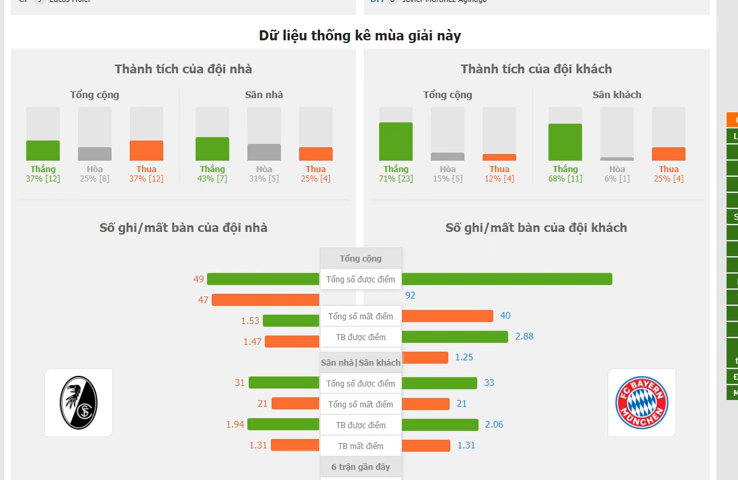 Dữ liệu thống kê mùa giải này
Thành tích của đội nhà
Thành tích của đội khách
Tổng cộng
Sân nhà
Tổng cộng
Sân khách
Thắng
Hòa
Thua
Thắng
Hòa
Thua
Thắng
Hòa
Thua
Thắng
Hòa
Thua
37% [12]
25% [8]
37% [12]
43% [7]
31% [5]
25% [4]
71% [23]
15% [5]
12% [4]
68% [11]
6% [1]
25% [4]
Số ghi/mất bàn của đội nhà
Số ghi/mất bàn của đội khách
Tổng cộng
49
Tổng số được điểm
47
92
Tổng số mất điểm
40
1.53
TB được điểm
2.88
1.47
1.25
Sân nhà|Sân khách
31
Tổng số được điểm
33
21
Tổng số mất điểm
21
1.94
TB được điểm
2.06
1.31
TB mất điểm
1.31
6 trận gần đây
FC BAYERN
MÜNCHEN